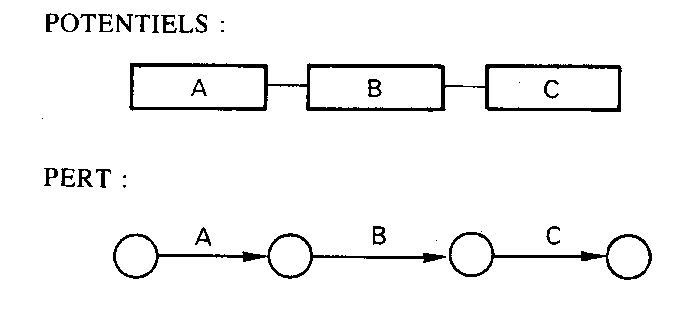 POTENTIELS :
A B C
PERT :
A B C